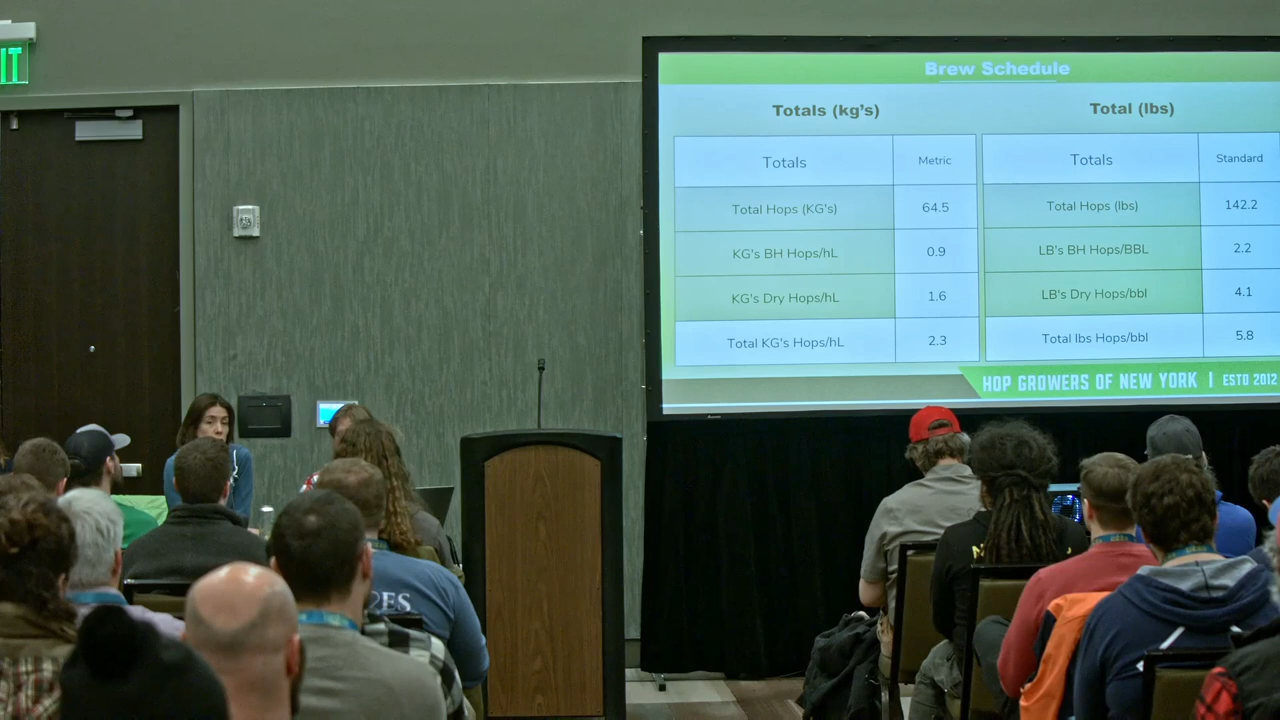 IT
Brew Schedule
Totals (kg's)
Totals Metric
Total Hops (KG's) 64.5
KG's BH Hops/hL 0.9
KG's Dry Hops/hL 1.6
Total KG's Hops/hL 2.3
Total (lbs)
Totals Standard
Total Hops (lbs) 142.2
LB's BH Hops/BBL 2.2
LB's Dry Hops/bbl 4.1
Total lbs Hops/bbl 5.8
HOP GROWERS OF NEW YORK | ESTD 2012